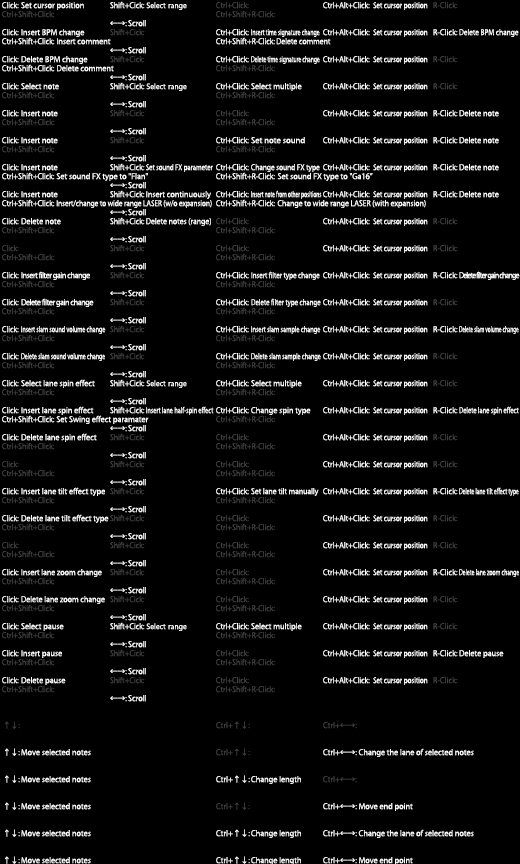 Click: Set cursor position Shift+Cick: Select range Ctrl+Click: Ctrl+Alt+Click: Set cursor position R-Click:
Ctrl+Shift+Click: Ctrl+Shift+R-Click:
⟷:Scroll
Click: Insert BPM change Shift+Cick: Ctrl+Click: Insert time signature change Ctrl+Alt+Click: Set cursor position R-Click: Delete BPM change
Ctrl+Shift+Click: Insert comment Ctrl+Shift+R-Click: Delete comment
⟷:Scroll
Click: Delete BPM change Shift+Cick: Ctrl+Click: Delete time signature change Ctrl+Alt+Click: Set cursor position R-Click:
Ctrl+Shift+Click: Delete comment Ctrl+Shift+R-Click:
⟷:Scroll
Click: Select note Shift+Cick: Select range Ctrl+Click: Select multiple Ctrl+Alt+Click: Set cursor position R-Click:
Ctrl+Shift+Click: Ctrl+Shift+R-Click:
⟷:Scroll
Click: Insert note Shift+Cick: Ctrl+Click: Ctrl+Alt+Click: Set cursor position R-Click: Delete note
Ctrl+Shift+Click: Ctrl+Shift+R-Click:
⟷:Scroll
Click: Insert note Shift+Cick: Ctrl+Click: Set note sound Ctrl+Alt+Click: Set cursor position R-Click: Delete note
Ctrl+Shift+Click: Ctrl+Shift+R-Click:
⟷:Scroll
Click: Insert note Shift+Cick: Set sound FX parameter Ctrl+Click: Change sound FX type Ctrl+Alt+Click: Set cursor position R-Click: Delete note
Ctrl+Shift+Click: Set sound FX type to "Flan" Ctrl+Shift+R-Click: Set sound FX type to "Ga16"
⟷:Scroll
Click: Insert note Shift+Cick: Insert continuously Ctrl+Click: Insert note from other positions Ctrl+Alt+Click: Set cursor position R-Click: Delete note
Ctrl+Shift+Click: Insert/change to wide range LASER (w/o expansion) Ctrl+Shift+R-Click: Change to wide range LASER (with expansion)
⟷:Scroll
Click: Delete note Shift+Cick: Delete notes (range) Ctrl+Click: Ctrl+Alt+Click: Set cursor position R-Click:
Ctrl+Shift+Click: Ctrl+Shift+R-Click:
⟷:Scroll
Click: Shift+Cick: Ctrl+Click: Ctrl+Alt+Click: Set cursor position R-Click:
Ctrl+Shift+Click: Ctrl+Shift+R-Click:
⟷:Scroll
Click: Insert filter gain change Shift+Cick: Ctrl+Click: Insert filter type change Ctrl+Alt+Click: Set cursor position R-Click: Delete filter gain change
Ctrl+Shift+Click: Ctrl+Shift+R-Click:
⟷:Scroll
Click: Delete filter gain change Shift+Cick: Ctrl+Click: Delete filter type change Ctrl+Alt+Click: Set cursor position R-Click:
Ctrl+Shift+Click: Ctrl+Shift+R-Click:
⟷:Scroll
Click: Insert slam sound volume change Shift+Cick: Ctrl+Click: Insert slam sample change Ctrl+Alt+Click: Set cursor position R-Click: Delete slam volume change
Ctrl+Shift+Click: Ctrl+Shift+R-Click:
⟷:Scroll
Click: Delete slam sound volume change Shift+Cick: Ctrl+Click: Delete slam sample change Ctrl+Alt+Click: Set cursor position R-Click:
Ctrl+Shift+Click: Ctrl+Shift+R-Click:
⟷:Scroll
Click: Select lane spin effect Shift+Cick: Select range Ctrl+Click: Select multiple Ctrl+Alt+Click: Set cursor position R-Click:
Ctrl+Shift+Click: Ctrl+Shift+R-Click:
⟷:Scroll
Click: Insert lane spin effect Shift+Cick: Insert lane half-spin effect Ctrl+Click: Change spin type Ctrl+Alt+Click: Set cursor position R-Click: Delete lane spin effect
Ctrl+Shift+Click: Set Swing effect paramater Ctrl+Shift+R-Click:
⟷:Scroll
Click: Delete lane spin effect Shift+Cick: Ctrl+Click: Ctrl+Alt+Click: Set cursor position R-Click:
Ctrl+Shift+Click: Ctrl+Shift+R-Click:
⟷:Scroll
Click: Shift+Cick: Ctrl+Click: Ctrl+Alt+Click: Set cursor position R-Click:
Ctrl+Shift+Click: Ctrl+Shift+R-Click:
⟷:Scroll
Click: Insert lane tilt effect type Shift+Cick: Ctrl+Click: Set lane tilt manually Ctrl+Alt+Click: Set cursor position R-Click: Delete lane tilt effect type
Ctrl+Shift+Click: Ctrl+Shift+R-Click:
⟷:Scroll
Click: Delete lane tilt effect type Shift+Cick: Ctrl+Click: Ctrl+Alt+Click: Set cursor position R-Click:
Ctrl+Shift+Click: Ctrl+Shift+R-Click:
⟷:Scroll
Click: Shift+Cick: Ctrl+Click: Ctrl+Alt+Click: Set cursor position R-Click:
Ctrl+Shift+Click: Ctrl+Shift+R-Click:
⟷:Scroll
Click: Insert lane zoom change Shift+Cick: Ctrl+Click: Ctrl+Alt+Click: Set cursor position R-Click: Delete lane zoom change
Ctrl+Shift+Click: Ctrl+Shift+R-Click:
⟷:Scroll
Click: Delete lane zoom change Shift+Cick: Ctrl+Click: Ctrl+Alt+Click: Set cursor position R-Click:
Ctrl+Shift+Click: Ctrl+Shift+R-Click:
⟷:Scroll
Click: Select pause Shift+Cick: Select range Ctrl+Click: Select multiple Ctrl+Alt+Click: Set cursor position R-Click:
Ctrl+Shift+Click: Ctrl+Shift+R-Click:
⟷:Scroll
Click: Insert pause Shift+Cick: Ctrl+Click: Ctrl+Alt+Click: Set cursor position R-Click: Delete pause
Ctrl+Shift+Click: Ctrl+Shift+R-Click:
⟷:Scroll
Click: Delete pause Shift+Cick: Ctrl+Click: Ctrl+Alt+Click: Set cursor position R-Click:
Ctrl+Shift+Click: Ctrl+Shift+R-Click:
⟷:Scroll
↑↓: Ctrl+↑↓: Ctrl+⟷:
↑↓:Move selected notes Ctrl+↑↓: Ctrl+⟷: Change the lane of selected notes
↑↓:Move selected notes Ctrl+↑↓:Change length Ctrl+⟷:
↑↓:Move selected notes Ctrl+↑↓: Ctrl+⟷: Move end point
↑↓:Move selected notes Ctrl+↑↓:Change length Ctrl+⟷: Change the lane of selected notes
↑↓:Move selected notes Ctrl+↑↓:Change length Ctrl+⟷: Move end point